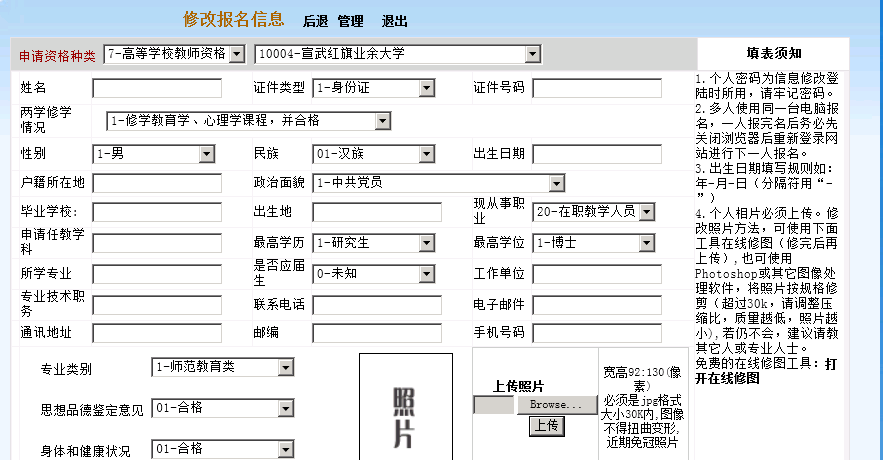 修改报名信息 后退 管理 退出
申请资格种类 7-高等学校教师资格 10004-宣武红旗业余大学
姓名 证件类型 1-身份证 证件号码
两学修学情况 1-修学教育学、心理学课程，并合格
性别 1-男 民族 01-汉族 出生日期
户籍所在地 政治面貌 1-中共党员
毕业学校: 出生地 现从事职业 20-在职教学人员
申请任教学科 最高学历 1-研究生 最高学位 1-博士
所学专业 是否应届生 0-未知 工作单位
专业技术职务 联系电话 电子邮件
通讯地址 邮编 手机号码
专业类别 1-师范教育类
思想品德鉴定意见 01-合格
身体和健康状况 01-合格
照
片
上传照片
Browse...
上传
宽高92:130(像
素)
必须是jpg格式
大小30K内,图像
不得扭曲变形,
近期免冠照片
填表须知
1.个人密码为信息修改登
陆时所用，请牢记密码。
2.多人使用同一台电脑报
名，一人报完名后务必先
关闭浏览器后重新登录网
站进行下一人报名。
3.出生日期填写规则如：
年-月-日（分隔符用“-
”）
4.个人相片必须上传。修
改照片方法，可使用下面
工具在线修图（修完后再
上传）,也可使用
Photoshop或其它图像处
理软件，将照片按规格修
剪（超过30k，请调整压
缩比，质量越低，照片越
小),若仍不会，建议请教
其它人或专业人士。
免费的在线修图工具：打
开在线修图